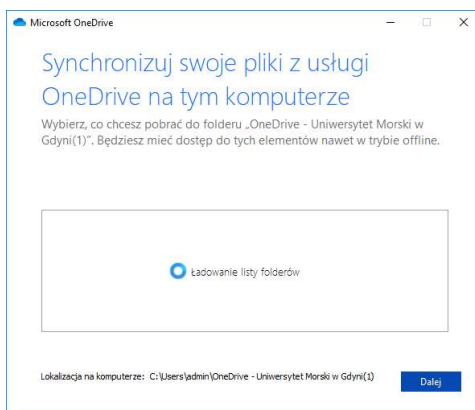 Microsoft OneDrive
Synchronizuj swoje pliki z usługi
OneDrive na tym komputerze
Wybierz, co chcesz pobrać do folderu „OneDrive - Uniwersytet Morski w
Gdyni(1)”. Będziesz mieć dostęp do tych elementów nawet w trybie offline.
Ładowanie listy folderów
Lokalizacja na komputerze: C:\Users\admin\OneDrive - Uniwersytet Morski w Gdyni(1)
Dalej